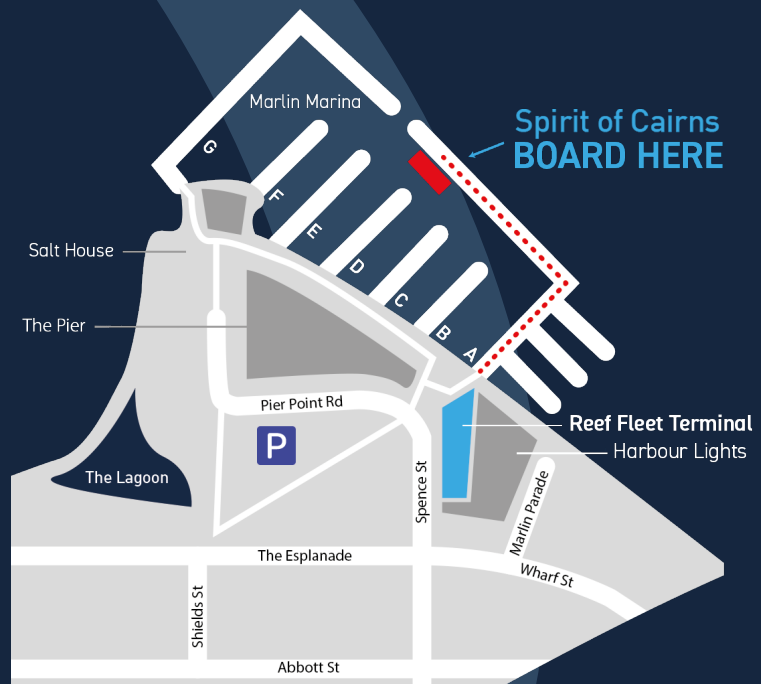 Marlin Marina
Spirit of Cairns
BOARD HERE
G
F
E
D
C
B
A
Salt House
The Pier
Pier Point Rd
P
Reef Fleet Terminal
Harbour Lights
The Lagoon
Spence St
Marlin Parade
The Esplanade
Wharf St
Shields St
Abbott St